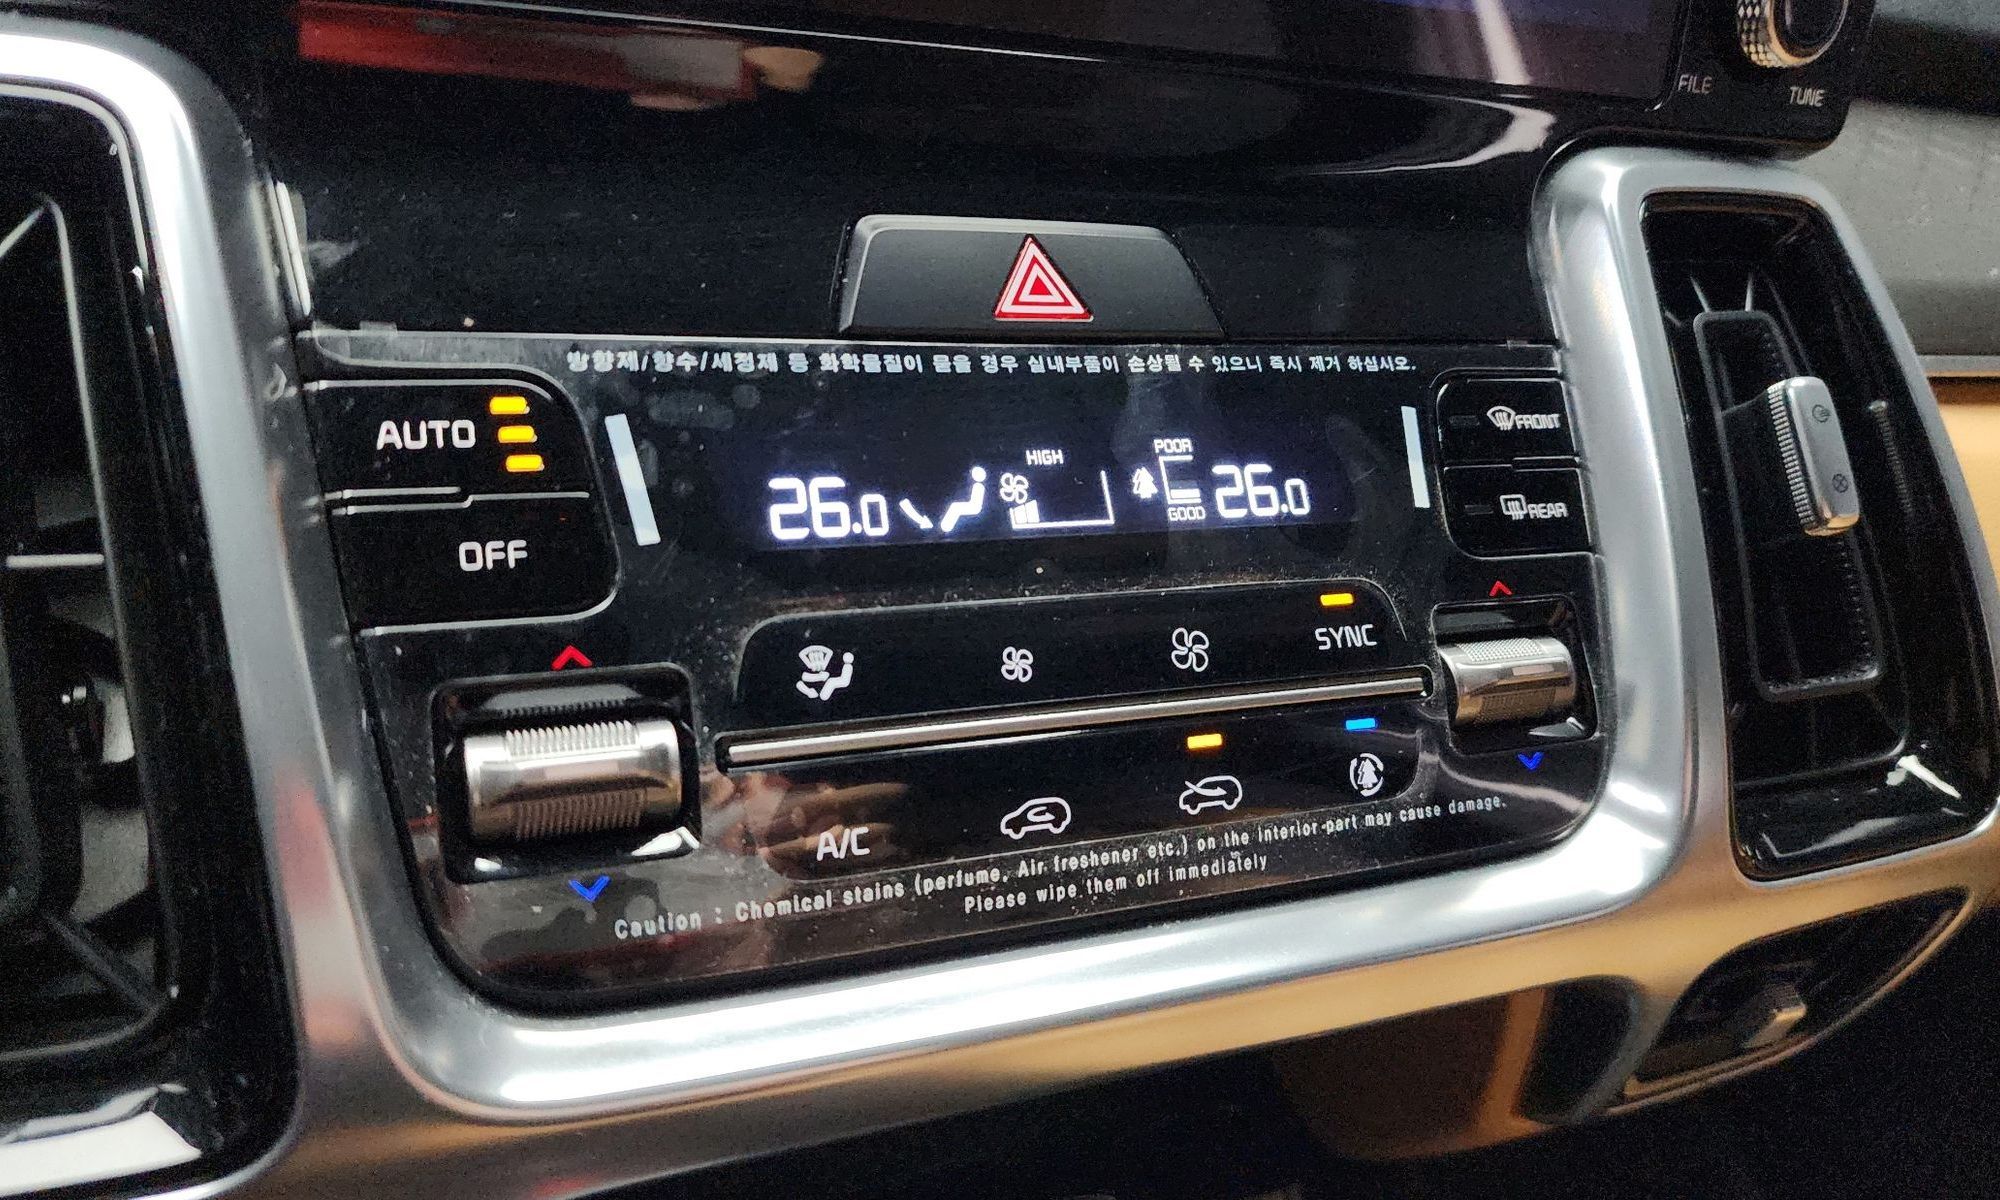 FILE
TUNE
방향제/향수/세정제 등 화학물질이 묻을 경우 실내부품이 손상될 수 있으니 즉시 제거 하십시오.
AUTO
OFF
26.0
HIGH
POOR
GOOD
26.0
FRONT
REAR
SYNC
A/C
Caution : Chemical stains (perfume, Air freshener etc.) on the interior-part may cause damage.
Please wipe them off immediately